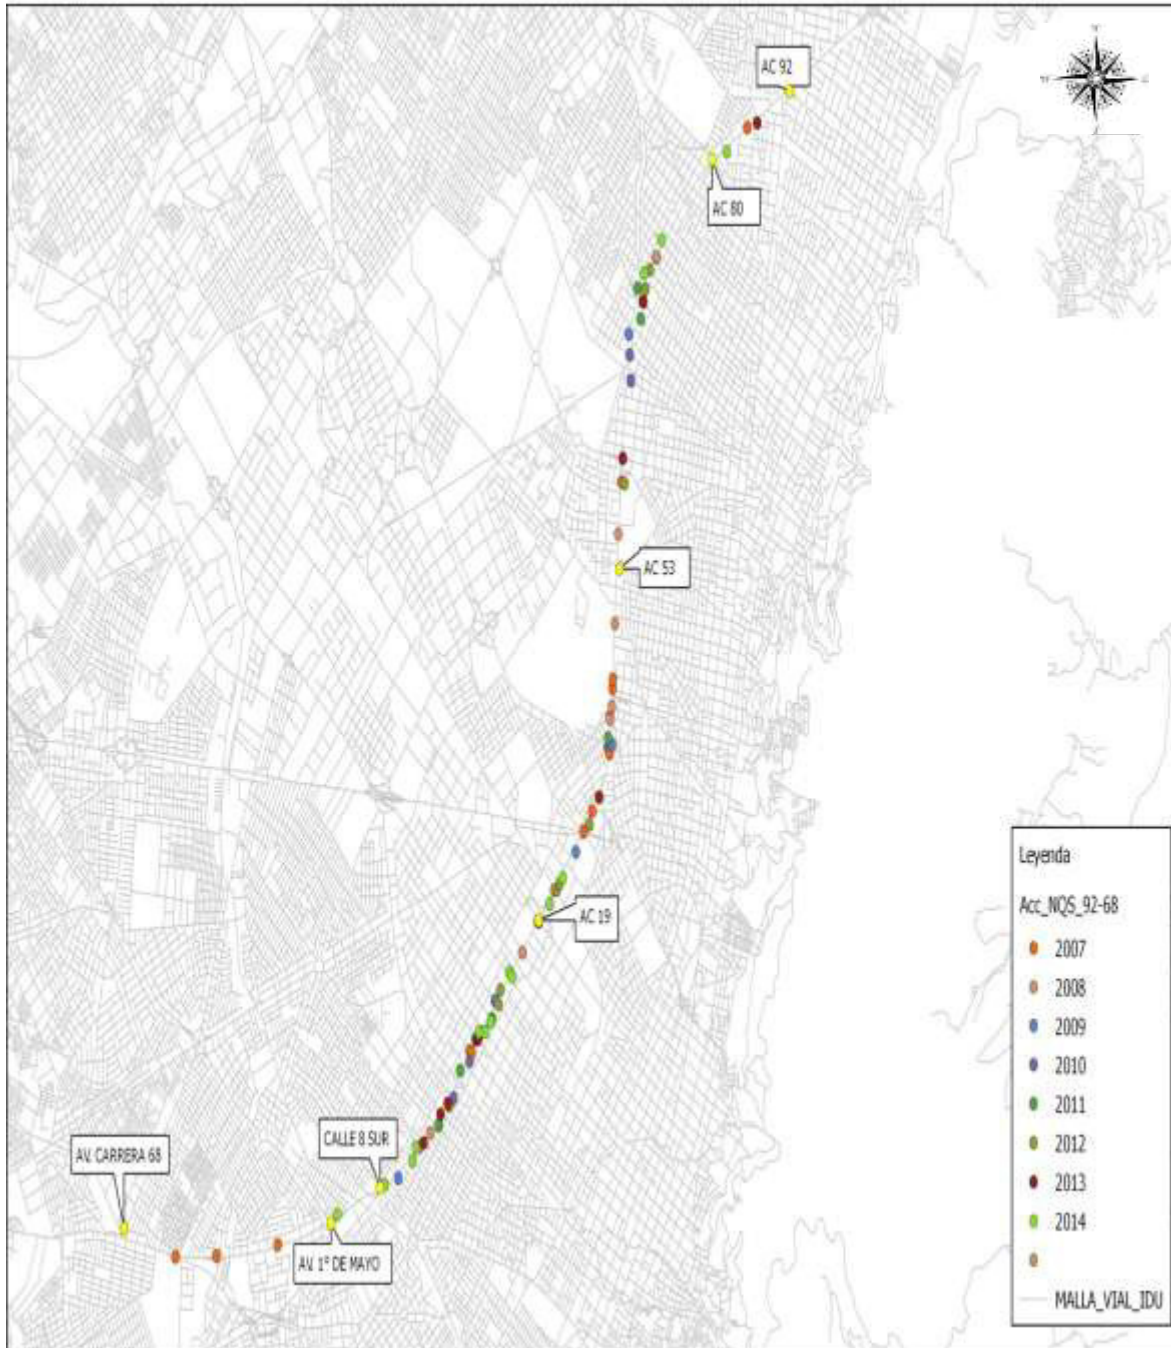 AC 92
AC 80
AC 53
AC 19
CALLE 8 SUR
AV. CARRERA 68
AV. 1° DE MAYO
Leyenda
Acc_NQS_92-68
2007
2008
2009
2010
2011
2012
2013
2014
MALLA_VIAL_IDU